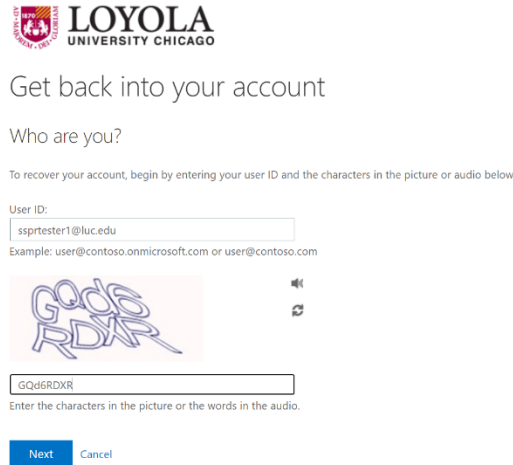 LOYOLA
UNIVERSITY CHICAGO
Get back into your account
Who are you?
To recover your account, begin by entering your user ID and the characters in the picture or audio below
User ID:
ssprtester1@luc.edu
Example: user@contoso.onmicrosoft.com or user@contoso.com
GQd6RDXR
Enter the characters in the picture or the words in the audio.
Next Cancel